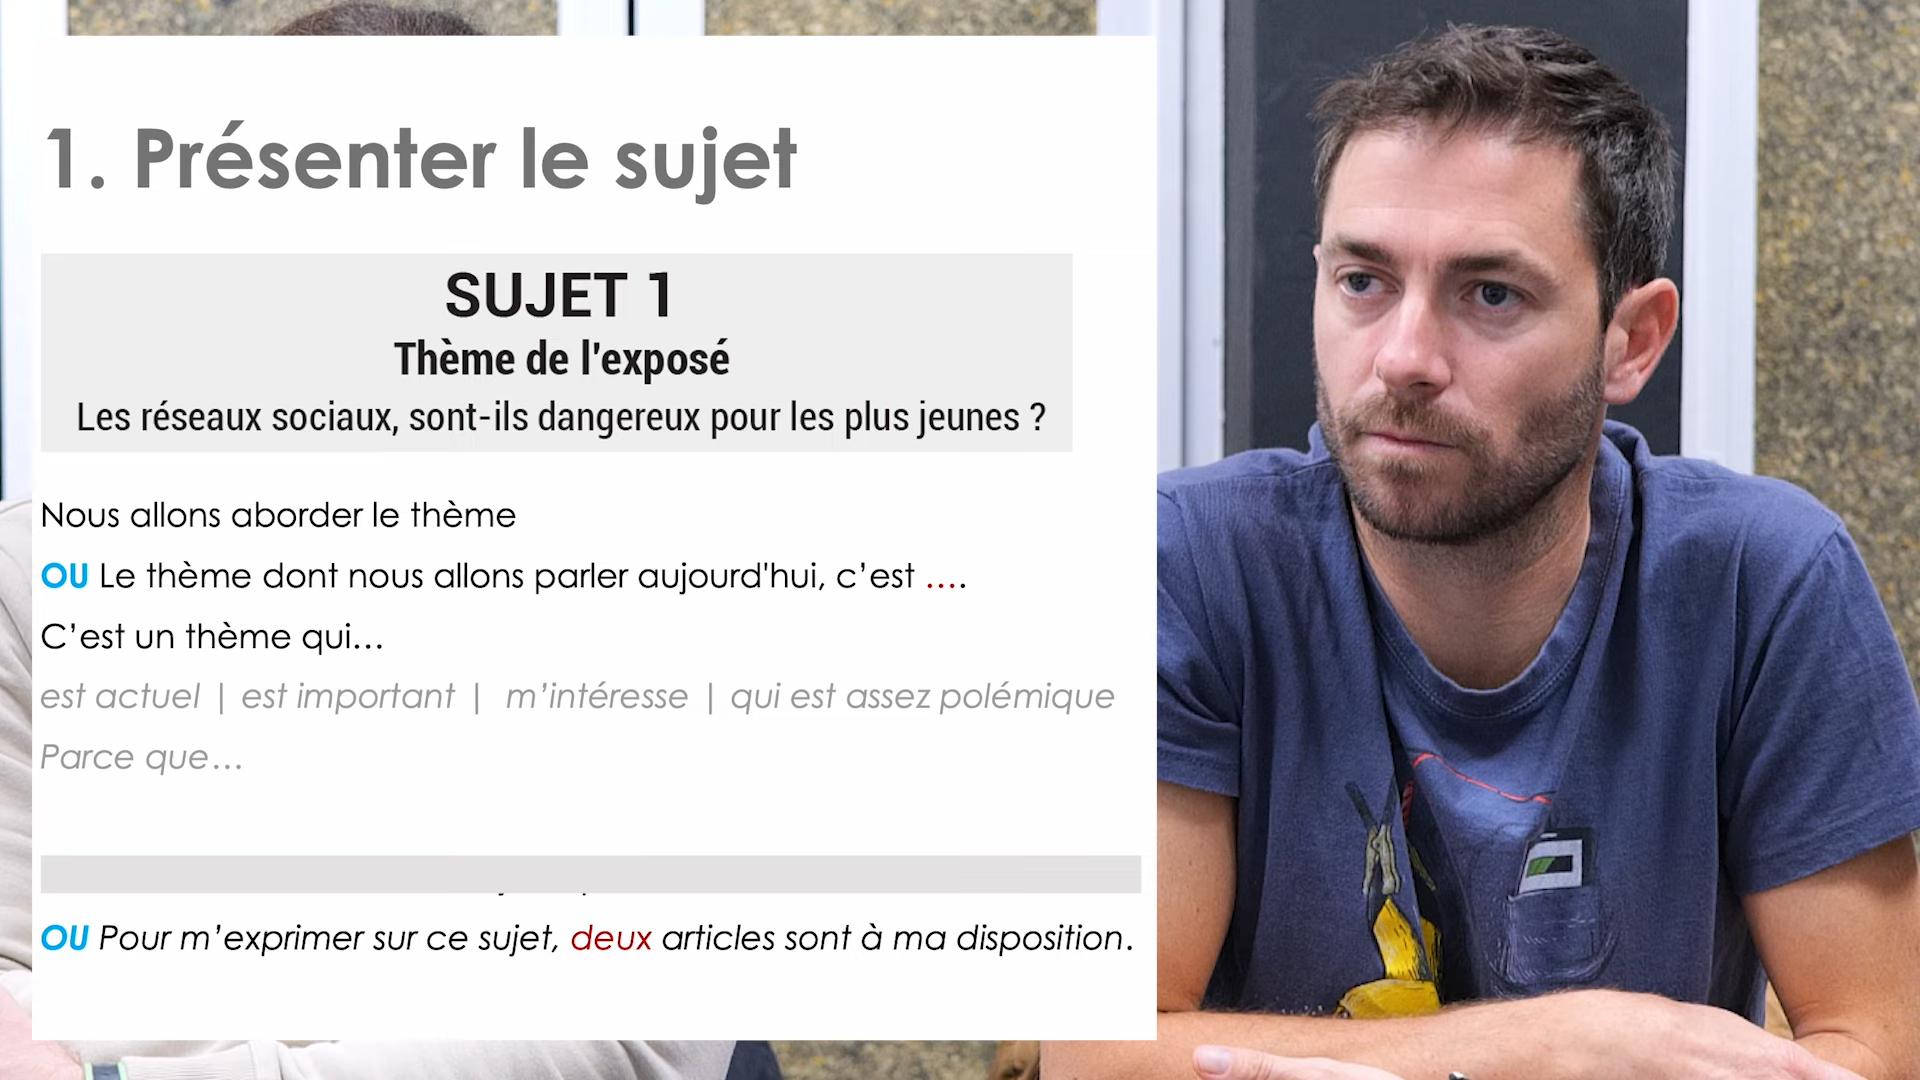 1. Présenter le sujet
SUJET 1
Thème de l'exposé
Les réseaux sociaux, sont-ils dangereux pour les plus jeunes ?
Nous allons aborder le thème
OU Le thème dont nous allons parler aujourd'hui, c’est ....
C’est un thème qui...
est actuel | est important | m’intéresse | qui est assez polémique
Parce que...
OU Pour m’exprimer sur ce sujet, deux articles sont à ma disposition.